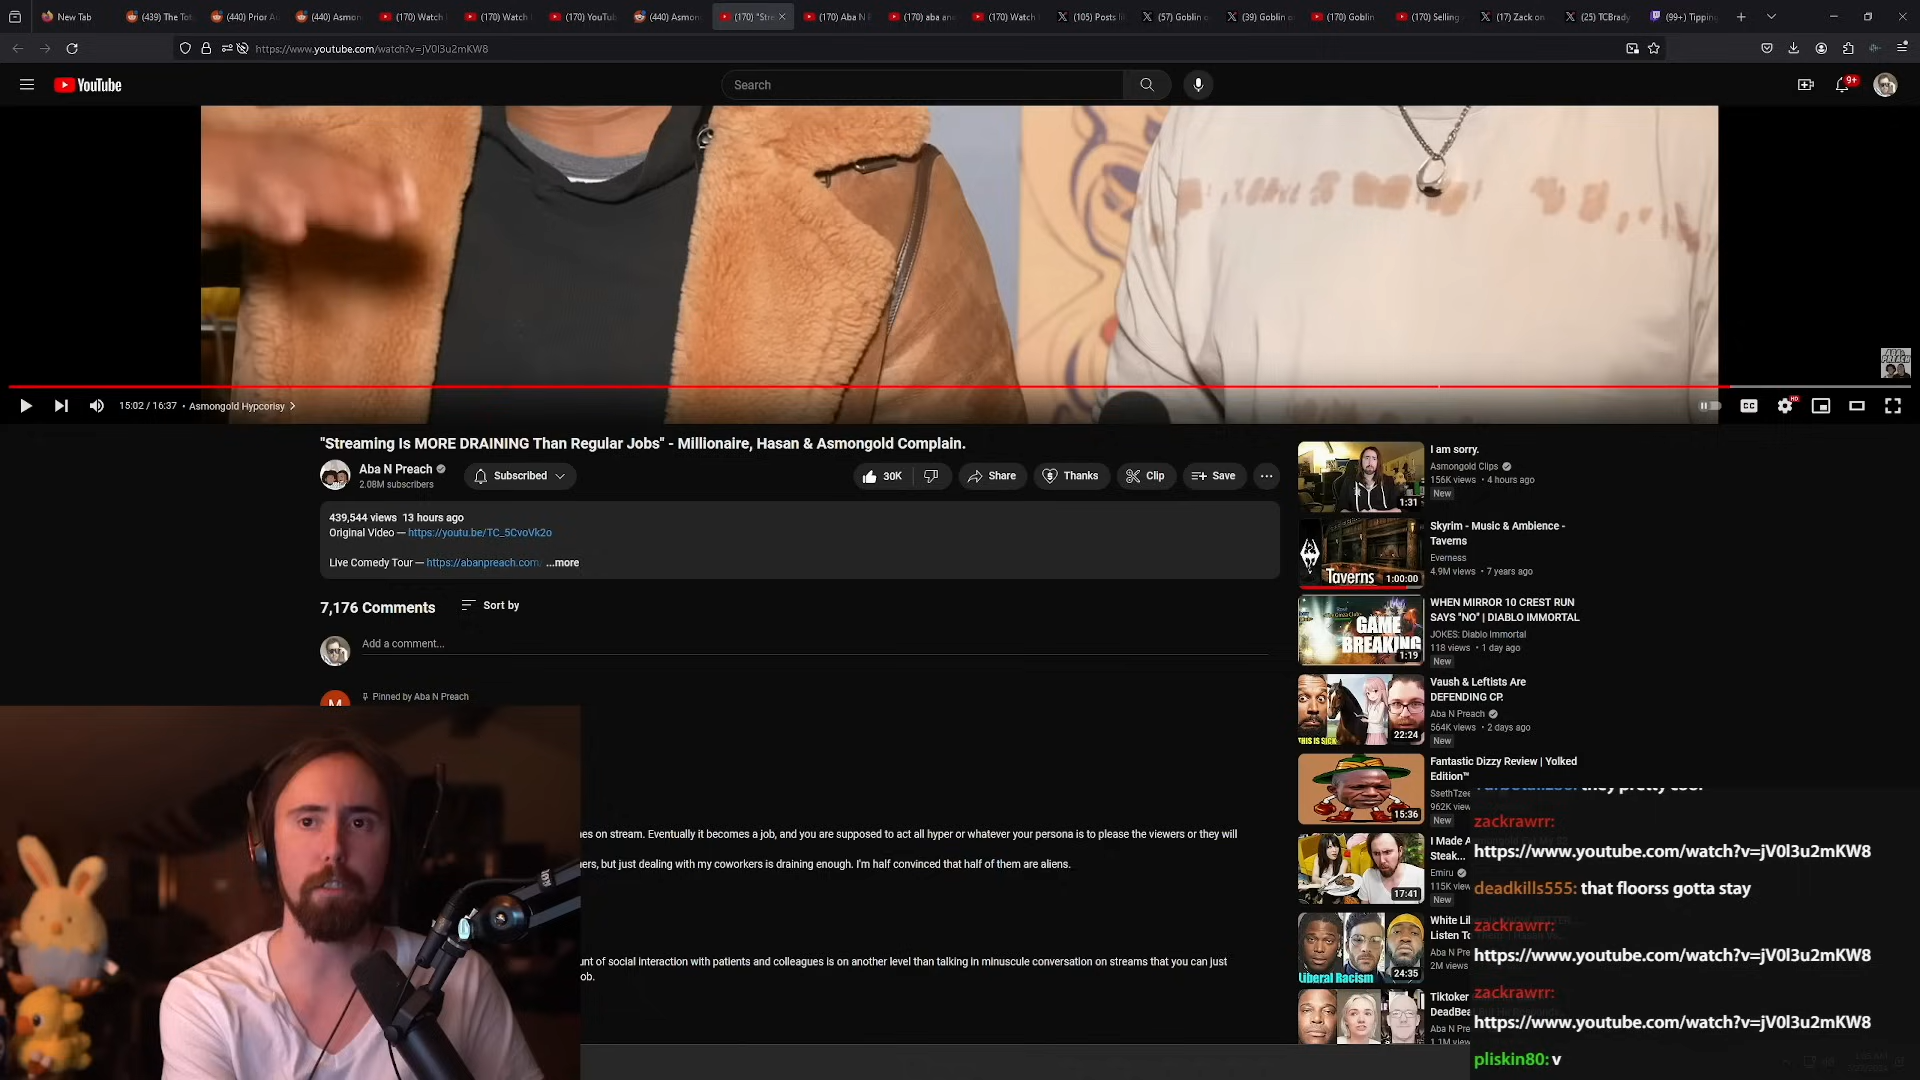 New Tab
(439) The To
(440) Prior A
(440) Asmon
(170) Watch
(170) Watch
(170) YouTu
(440) Asmon
(170) "Stre
(170) Aba N
(170) aba an
(170) Watch
(105) Posts l
(57) Goblin o
(39) Goblin o
(170) Goblin
(170) Selling
(17) Zack on
(25) TCBrady
(99+) Tipping
https://www.youtube.com/watch?v=jV0l3u2mKW8
YouTube
Search
9+
15:02 / 16:37 • Asmongold Hypcorisy
CC
HD
"Streaming Is MORE DRAINING Than Regular Jobs" - Millionaire, Hasan & Asmongold Complain.
Aba N Preach
2.08M subscribers
Subscribed
30K
Share
Thanks
Clip
Save
439,544 views 13 hours ago
Original Video — https://youtu.be/TC_5CvoVk2o
Live Comedy Tour — https://abanpreach.com/ ...more
7,176 Comments
Sort by
Add a comment...
Pinned by Aba N Preach
es on stream. Eventually it becomes a job, and you are supposed to act all hyper or whatever your persona is to please the viewers or they will
ers, but just dealing with my coworkers is draining enough. I'm half convinced that half of them are aliens.
unt of social interaction with patients and colleagues is on another level than talking in minuscule conversation on streams that you can just
ob.
I am sorry.
Asmongold Clips
156K views • 4 hours ago
New
1:31
Skyrim - Music & Ambience -
Taverns
Everness
4.9M views • 7 years ago
Taverns
1:00:00
WHEN MIRROR 10 CREST RUN
SAYS "NO" | DIABLO IMMORTAL
JOKES: Diablo Immortal
118 views • 1 day ago
New
GAME
BREAKING
1:19
Vaush & Leftists Are
DEFENDING CP.
Aba N Preach
564K views • 2 days ago
New
THIS IS SICK
22:24
Fantastic Dizzy Review | Yolked
Edition™
SsethTzee
962K view
New
15:36
I Made A
Steak...
Emiru
115K view
New
17:41
White Li
Listen To
Aba N Pre
2M views
Liberal Racism
24:35
Tiktoker
DeadBea
Aba N Pre
1.1M view
they pretty cool
zackrawrr:
https://www.youtube.com/watch?v=jV0l3u2mKW8
deadkills555: that floorss gotta stay
zackrawrr:
https://www.youtube.com/watch?v=jV0l3u2mKW8
zackrawrr:
https://www.youtube.com/watch?v=jV0l3u2mKW8
pliskin80: v